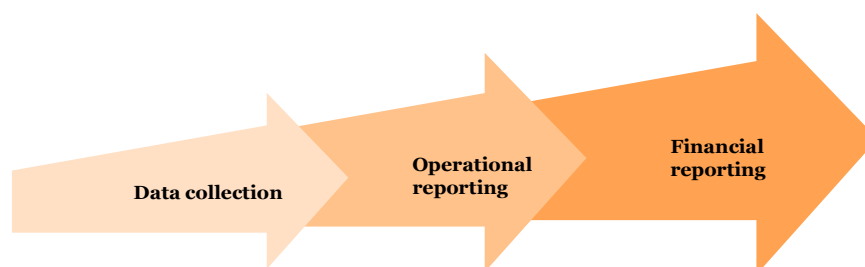 Data collection
Operational
reporting
Financial
reporting